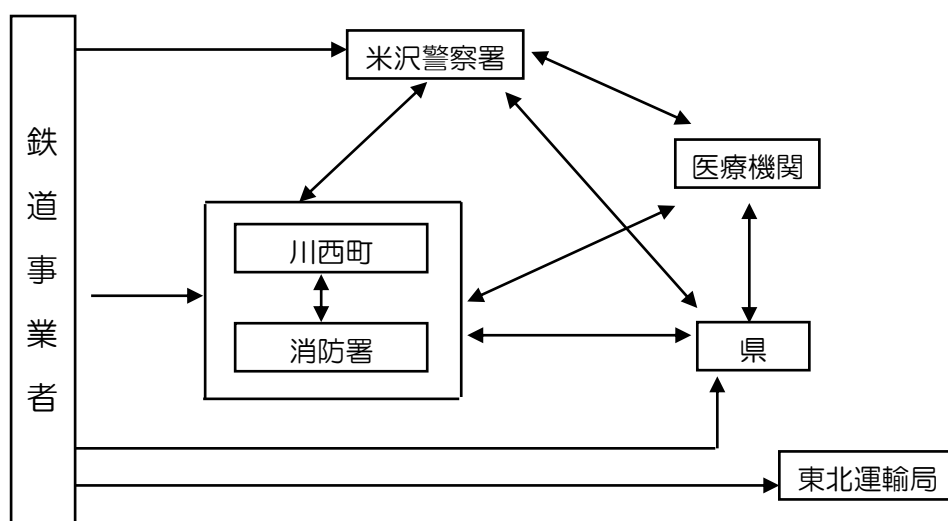 鉄道事業者
米沢警察署
医療機関
川西町
消防署
県
東北運輸局